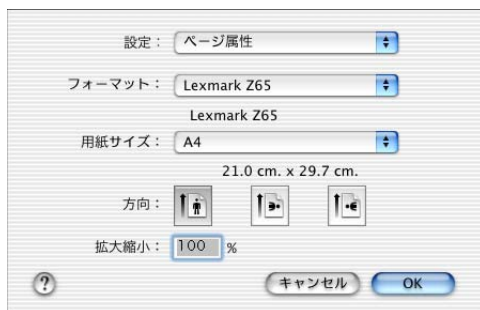 設定： ページ属性
フォーマット： Lexmark Z65
Lexmark Z65
用紙サイズ： A4
21.0 cm. x 29.7 cm.
方向：
拡大縮小： 100 %
? キャンセル OK